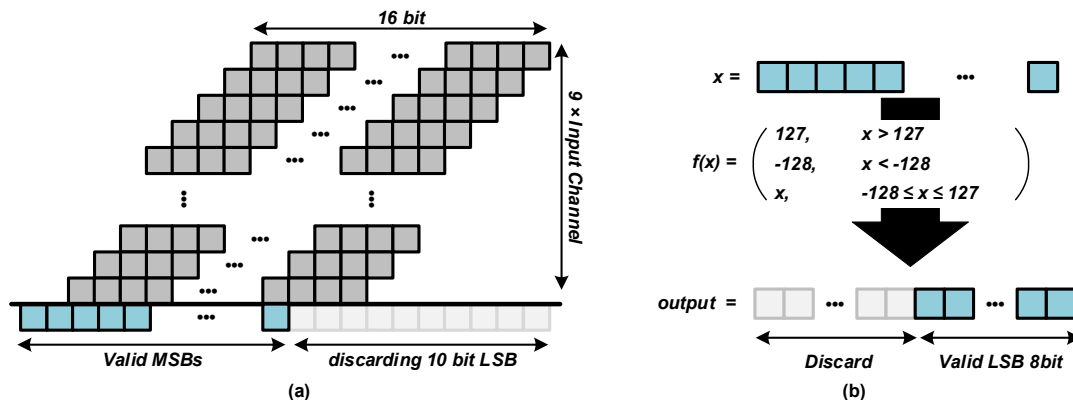 16 bit
9 × Input Channel
Valid MSBs
discarding 10 bit LSB
(a)
x =
f(x) =
127, x > 127
-128, x < -128
x, -128 ≤ x ≤ 127
output =
Discard
Valid LSB 8bit
(b)